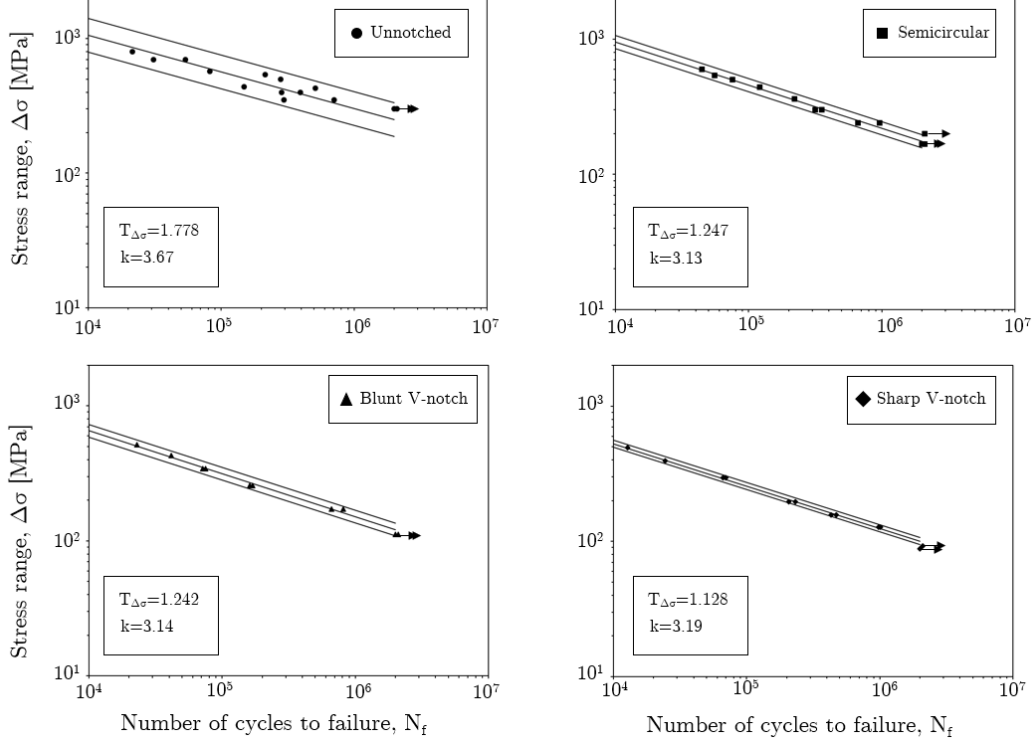 Unnotched
Stress range, Δσ [MPa]
10³
10²
10¹
T_Δσ=1.778
k=3.67
10⁴
10⁵
10⁶
10⁷
Semicircular
10³
10²
10¹
T_Δσ=1.247
k=3.13
10⁴
10⁵
10⁶
10⁷
Blunt V-notch
Stress range, Δσ [MPa]
10³
10²
10¹
T_Δσ=1.242
k=3.14
10⁴
10⁵
10⁶
10⁷
Number of cycles to failure, N_f
Sharp V-notch
10³
10²
10¹
T_Δσ=1.128
k=3.19
10⁴
10⁵
10⁶
10⁷
Number of cycles to failure, N_f